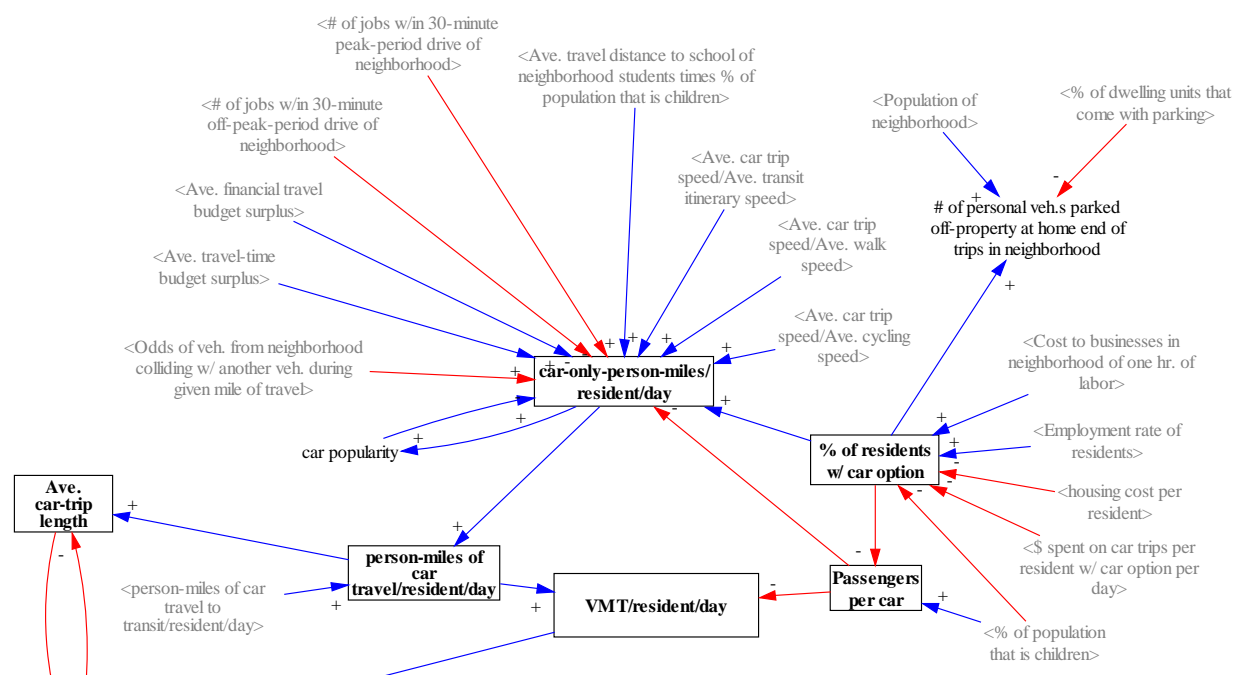 <# of jobs w/in 30-minute
peak-period drive of
neighborhood>
<Ave. travel distance to school of
neighborhood students times % of
population that is children>
<# of jobs w/in 30-minute
off-peak-period drive of
neighborhood>
<Population of
neighborhood>
<% of dwelling units that
come with parking>
<Ave. car trip
speed/Ave. transit
itinerary speed>
<Ave. financial travel
budget surplus>
# of personal veh.s parked
off-property at home end of
trips in neighborhood
<Ave. car trip
speed/Ave. walk
speed>
<Ave. travel-time
budget surplus>
<Ave. car trip
speed/Ave. cycling
speed>
<Odds of veh. from neighborhood
colliding w/ another veh. during
given mile of travel>
car-only-person-miles/
resident/day
<Cost to businesses in
neighborhood of one hr. of
labor>
car popularity
% of residents
w/ car option
<Employment rate of
residents>
<housing cost per
resident>
Ave.
car-trip
length
<$ spent on car trips per
resident w/ car option per
day>
person-miles of
car
travel/resident/day
<person-miles of car
travel to
transit/resident/day>
VMT/resident/day
Passengers
per car
<% of population
that is children>